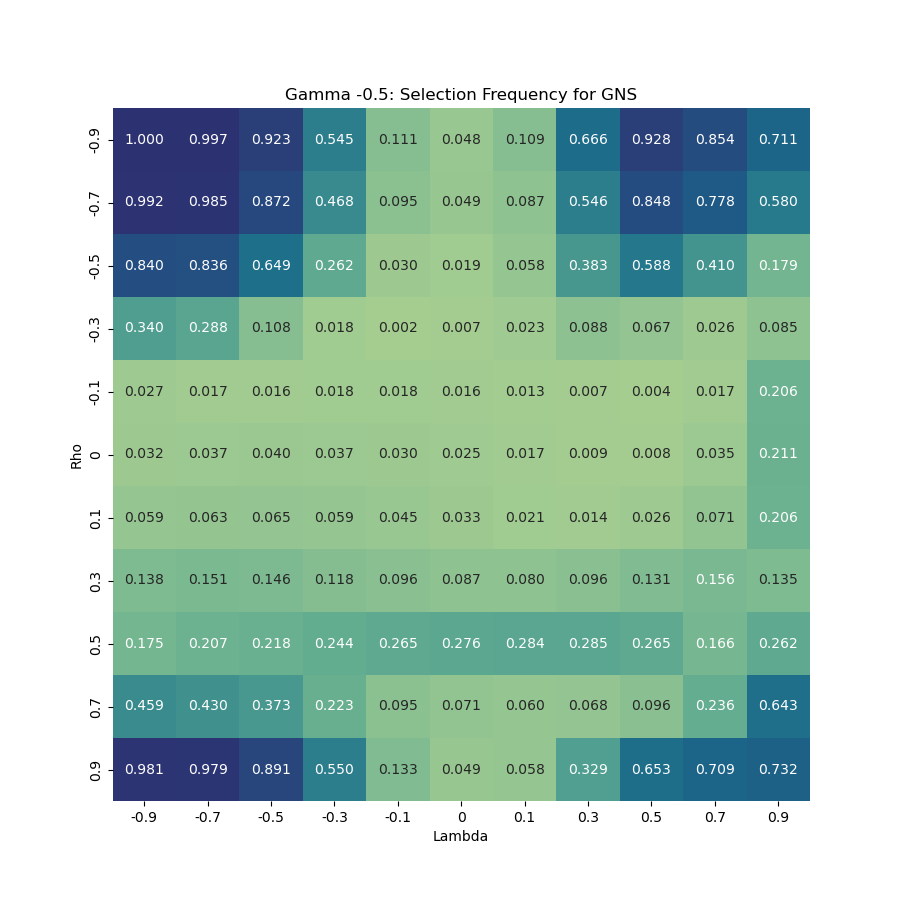 Gamma -0.5: Selection Frequency for GNS
-0.9 1.000 0.997 0.923 0.545 0.111 0.048 0.109 0.666 0.928 0.854 0.711
-0.7 0.992 0.985 0.872 0.468 0.095 0.049 0.087 0.546 0.848 0.778 0.580
-0.5 0.840 0.836 0.649 0.262 0.030 0.019 0.058 0.383 0.588 0.410 0.179
-0.3 0.340 0.288 0.108 0.018 0.002 0.007 0.023 0.088 0.067 0.026 0.085
-0.1 0.027 0.017 0.016 0.018 0.018 0.016 0.013 0.007 0.004 0.017 0.206
Rho
0 0.032 0.037 0.040 0.037 0.030 0.025 0.017 0.009 0.008 0.035 0.211
0.1 0.059 0.063 0.065 0.059 0.045 0.033 0.021 0.014 0.026 0.071 0.206
0.3 0.138 0.151 0.146 0.118 0.096 0.087 0.080 0.096 0.131 0.156 0.135
0.5 0.175 0.207 0.218 0.244 0.265 0.276 0.284 0.285 0.265 0.166 0.262
0.7 0.459 0.430 0.373 0.223 0.095 0.071 0.060 0.068 0.096 0.236 0.643
0.9 0.981 0.979 0.891 0.550 0.133 0.049 0.058 0.329 0.653 0.709 0.732
-0.9 -0.7 -0.5 -0.3 -0.1 0 0.1 0.3 0.5 0.7 0.9
Lambda